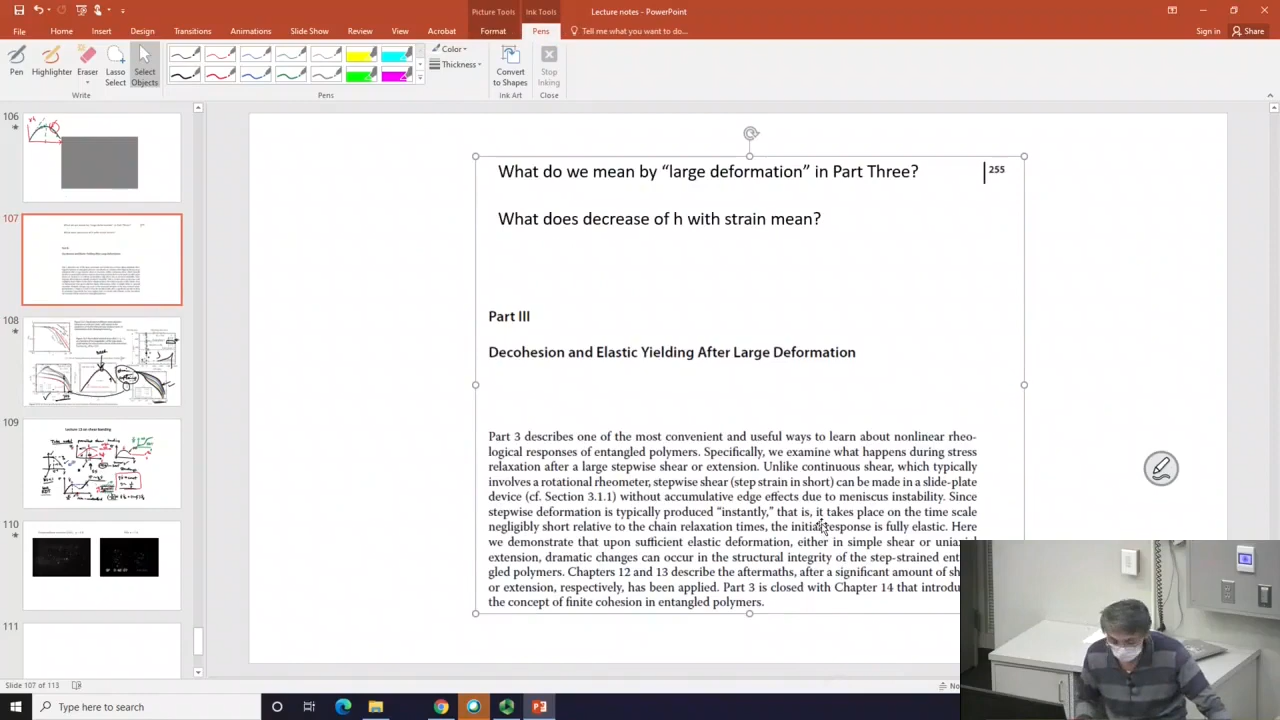 Picture Tools
Ink Tools
Lecture notes - PowerPoint
File
Home
Insert
Design
Transitions
Animations
Slide Show
Review
View
Acrobat
Format
Pens
Tell me what you want to do...
Sign in
Share
Pen
Highlighter
Eraser
Lasso Select
Select Objects
Color
Thickness
Convert to Shapes
Stop Inking
Write
Pens
Ink Art
Close
106
107
108
109
Lecture 13 on shear banding
110
111
What do we mean by “large deformation” in Part Three?
255
What does decrease of h with strain mean?
Part III
Decohesion and Elastic Yielding After Large Deformation
Part 3 describes one of the most convenient and useful ways to learn about nonlinear rheo-
logical responses of entangled polymers. Specifically, we examine what happens during stress
relaxation after a large stepwise shear or extension. Unlike continuous shear, which typically
involves a rotational rheometer, stepwise shear (step strain in short) can be made in a slide-plate
device (cf. Section 3.1.1) without accumulative edge effects due to meniscus instability. Since
stepwise deformation is typically produced “instantly,” that is, it takes place on the time scale
negligibly short relative to the chain relaxation times, the initial response is fully elastic. Here
we demonstrate that upon sufficient elastic deformation, either in simple shear or uniaxial
extension, dramatic changes can occur in the structural integrity of the step-strained ent
gled polymers. Chapters 12 and 13 describe the aftermaths, after a significant amount of sh
or extension, respectively, has been applied. Part 3 is closed with Chapter 14 that introdu
the concept of finite cohesion in entangled polymers.
Slide 107 of 113
No
Type here to search